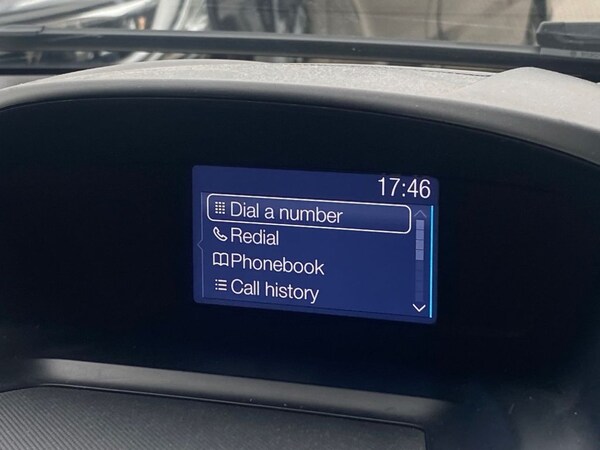 17:46
Dial a number
Redial
Phonebook
Call history